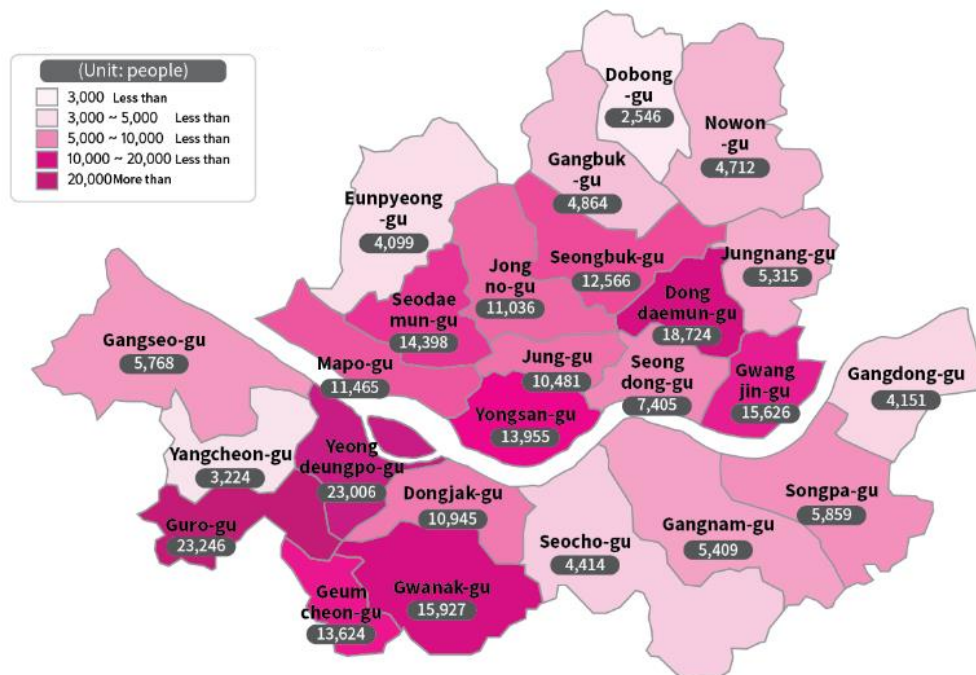 (Unit: people)
3,000 Less than
3,000 ~ 5,000 Less than
5,000 ~ 10,000 Less than
10,000 ~ 20,000 Less than
20,000 More than
Dobong
-gu
2,546
Nowon
-gu
4,712
Gangbuk
-gu
4,864
Eunpyeong
-gu
4,099
Seongbuk-gu
12,566
Jungnang-gu
5,315
Jong
no-gu
11,036
Seodae
mun-gu
14,398
Dong
daemun-gu
18,724
Gangseo-gu
5,768
Mapo-gu
11,465
Jung-gu
10,481
Seong
dong-gu
7,405
Gwang
jin-gu
15,626
Gangdong-gu
4,151
Yongsan-gu
13,955
Yangcheon-gu
3,224
Yeong
deungpo-gu
23,006
Dongjak-gu
10,945
Songpa-gu
5,859
Guro-gu
23,246
Seocho-gu
4,414
Gangnam-gu
5,409
Geum
cheon-gu
13,624
Gwanak-gu
15,927